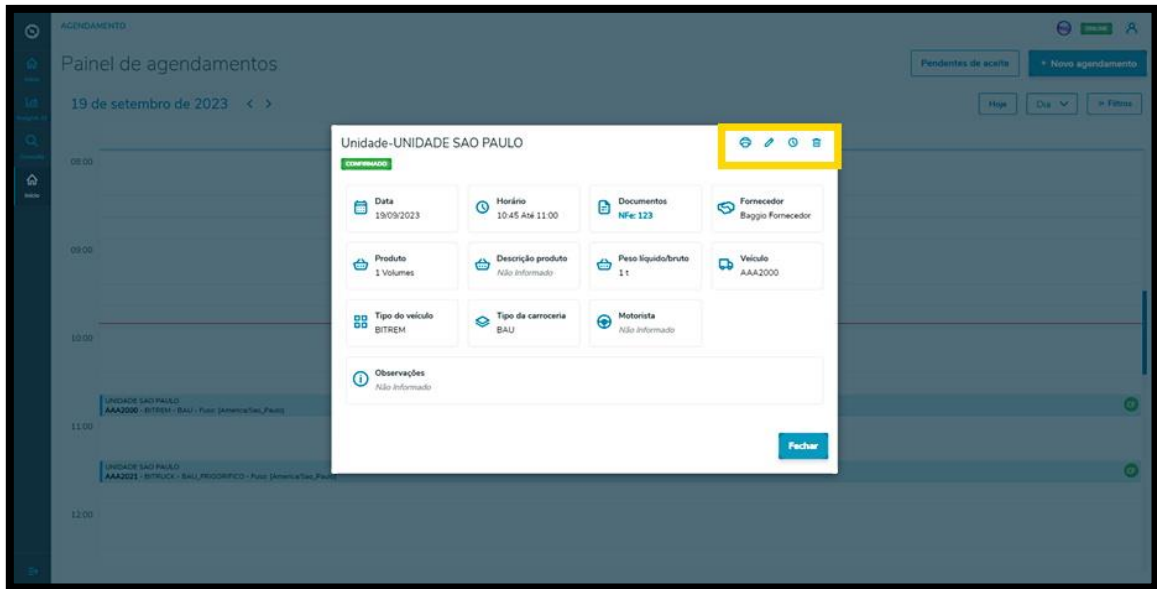 AGENDAMENTO
ONLINE
Painel de agendamentos
Pendentes de aceite
+ Novo agendamento
19 de setembro de 2023
Hoje
Dia
Filtros
Unidade-UNIDADE SAO PAULO
CONFIRMADO
08:00
Data
19/09/2023
Horário
10:45 Até 11:00
Documentos
NFe: 123
Fornecedor
Baggio Fornecedor
09:00
Produto
1 Volumes
Descrição produto
Não Informado
Peso líquido/bruto
1 t
Veículo
AAA2000
Tipo do veículo
BITREM
Tipo da carroceria
BAU
Motorista
Não Informado
10:00
Observações
Não Informado
UNIDADE SAO PAULO
AAA2000 - BITREM - BAU - Fuso: [America/Sao_Paulo]
11:00
Fechar
UNIDADE SAO PAULO
AAA2021 - BITRUCK - BAU_FRIGORIFICO - Fuso: [America/Sao_Paulo]
12:00
Início